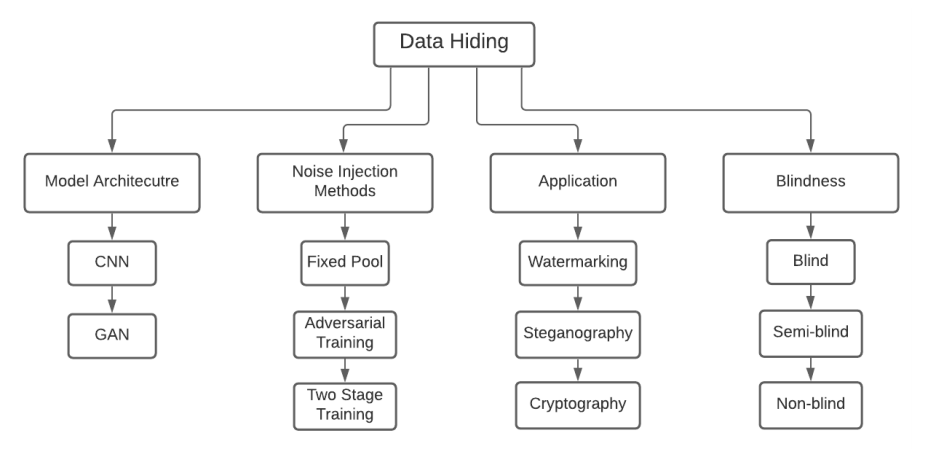 Data Hiding
Model Architecutre
Noise Injection
Methods
Application
Blindness
CNN
Fixed Pool
Watermarking
Blind
GAN
Adversarial
Training
Steganography
Semi-blind
Two Stage
Training
Cryptography
Non-blind